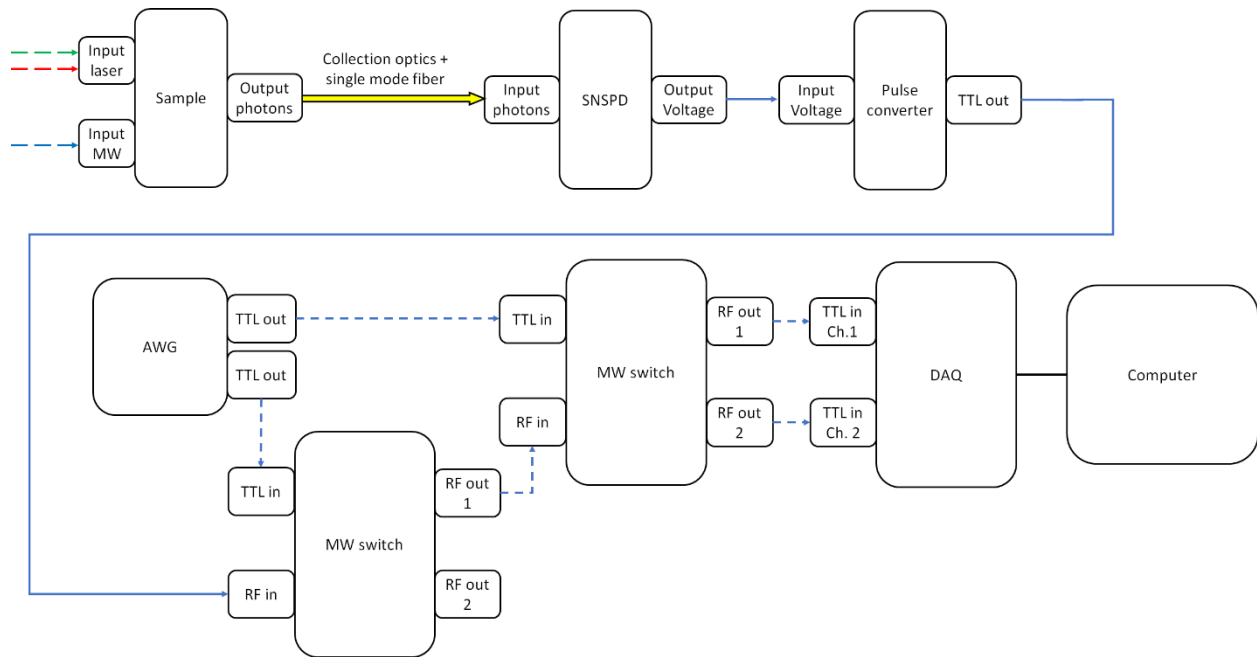 Input
laser
Input
MW
Sample
Output
photons
Collection optics +
single mode fiber
Input
photons
SNSPD
Output
Voltage
Input
Voltage
Pulse
converter
TTL out
AWG
TTL out
TTL out
TTL in
RF in
MW switch
RF out
1
RF out
2
TTL in
Ch.1
TTL in
Ch. 2
DAQ
Computer
TTL in
RF in
MW switch
RF out
1
RF out
2